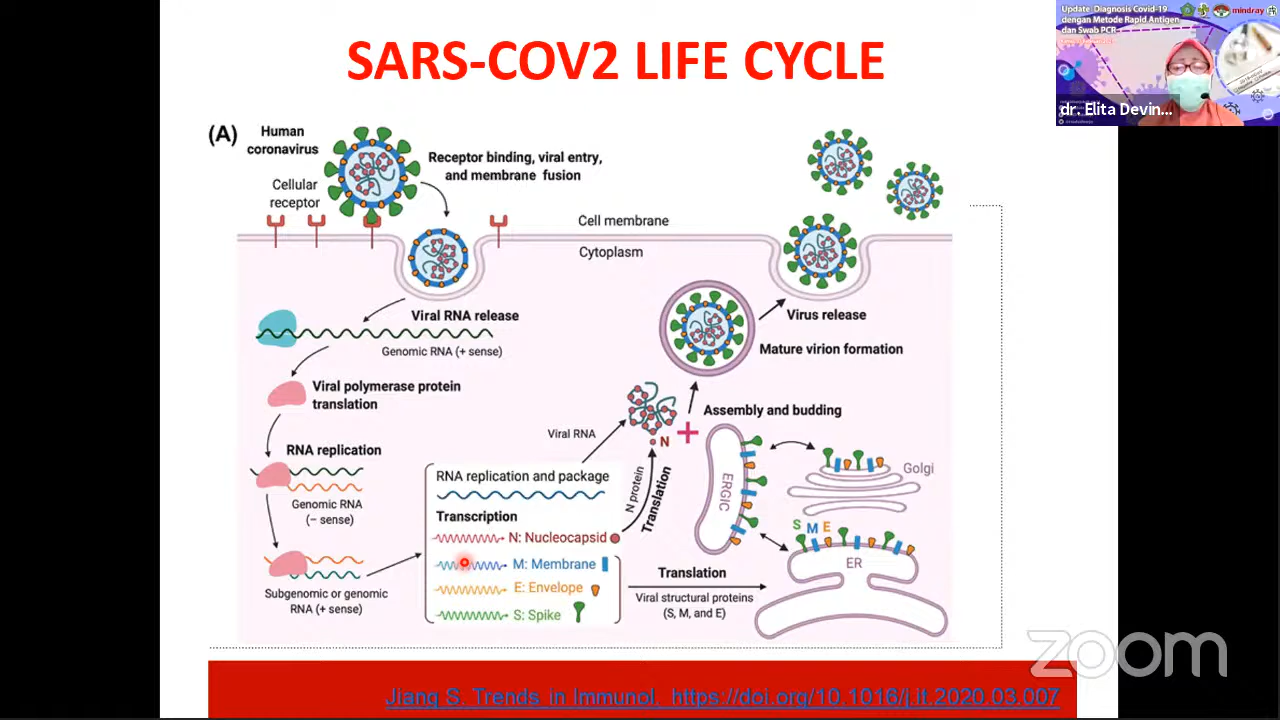 SARS-COV2 LIFE CYCLE
Update Diagnosis Covid-19
dengan Metode Rapid Antigen
dan Swab PCR
mindray
dr. Elita Devin...
(A)
Human
coronavirus
Receptor binding, viral entry,
and membrane fusion
Cellular
receptor
Cell membrane
Cytoplasm
Viral RNA release
Genomic RNA (+ sense)
Virus release
Mature virion formation
Viral polymerase protein
translation
Assembly and budding
Viral RNA
N
RNA replication
Golgi
RNA replication and package
N protein
Translation
ERGIC
Genomic RNA
(– sense)
Transcription
N: Nucleocapsid
S M E
M: Membrane
ER
E: Envelope
Translation
Subgenomic or genomic
RNA (+ sense)
Viral structural proteins
(S, M, and E)
S: Spike
zoom
Jiang S. Trends in Immunol. https://doi.org/10.1016/j.it.2020.03.007